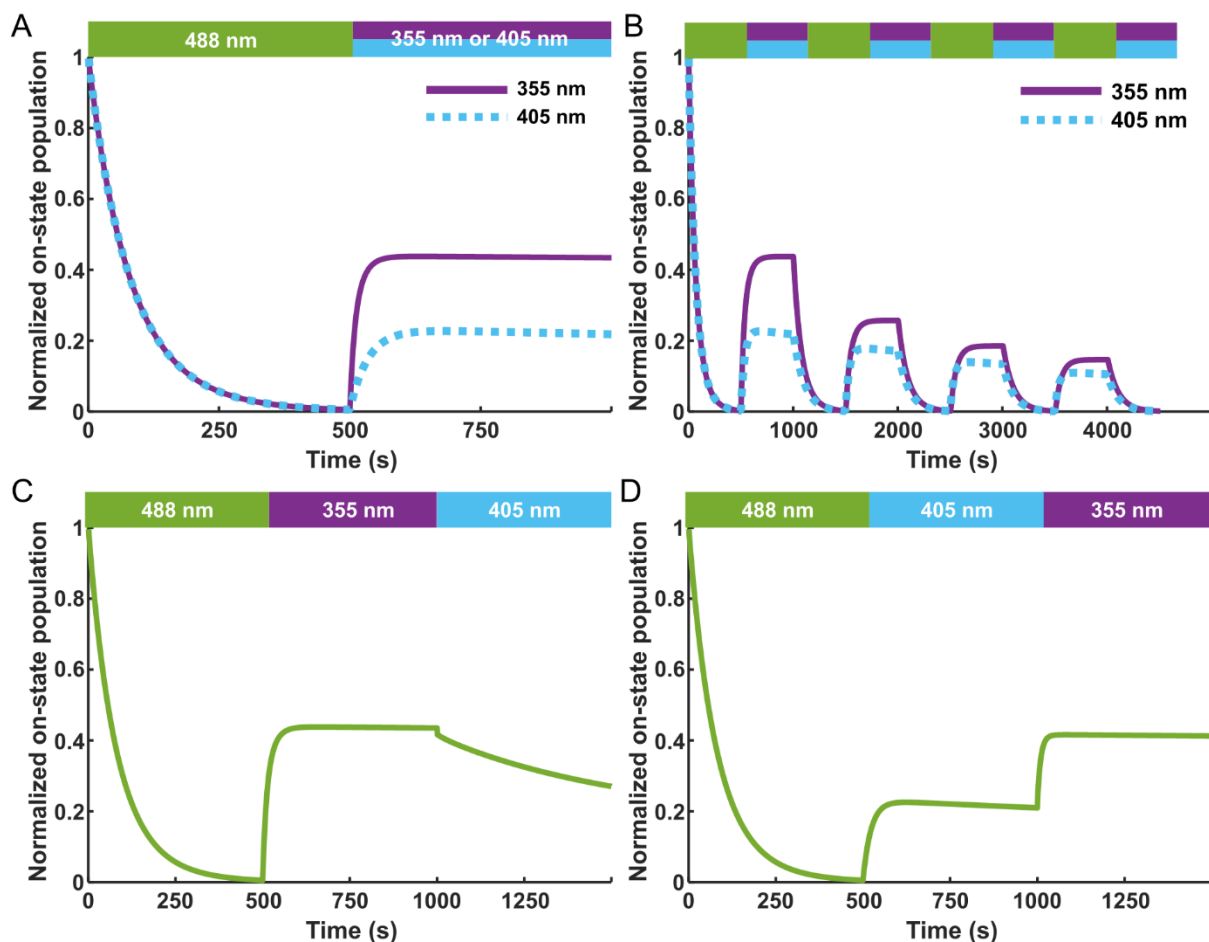 A
488 nm
355 nm or 405 nm
355 nm
405 nm
Normalized on-state population
1
0.8
0.6
0.4
0.2
0
0
250
500
750
Time (s)
B
355 nm
405 nm
Normalized on-state population
1
0.8
0.6
0.4
0.2
0
0
1000
2000
3000
4000
Time (s)
C
488 nm
355 nm
405 nm
Normalized on-state population
1
0.8
0.6
0.4
0.2
0
0
250
500
750
1000
1250
Time (s)
D
488 nm
405 nm
355 nm
Normalized on-state population
1
0.8
0.6
0.4
0.2
0
0
250
500
750
1000
1250
Time (s)